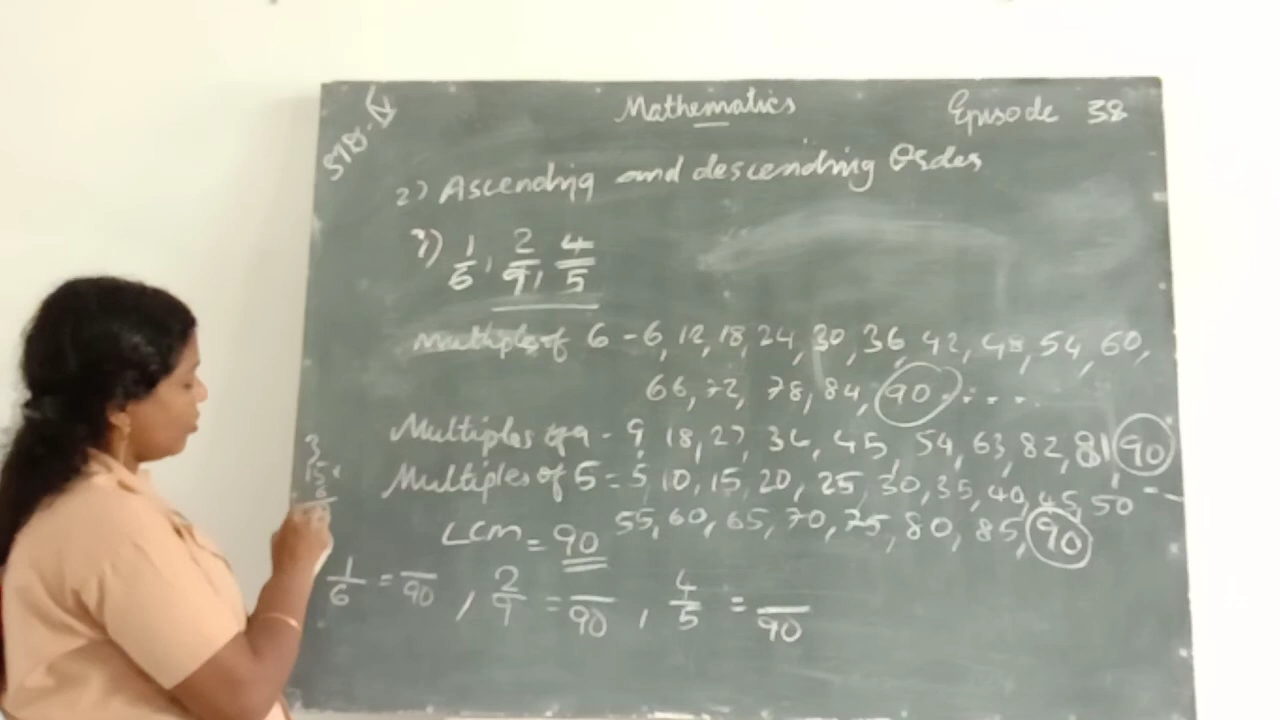 Mathematics Episode 38
2) Ascending and descending Order
1) 1/6, 2/9, 4/5
Multiples of 6 - 6, 12, 18, 24, 30, 36, 42, 48, 54, 60,
66, 72, 78, 84, 90 . . . . .
Multiples of 9 - 9, 18, 27, 36, 45, 54, 63, 82, 81 90
Multiples of 5 = 5, 10, 15, 20, 25, 30, 35, 40, 45, 50 - -
55, 60, 65, 70, 75, 80, 85, 90
LCM = 90
1/6 = /90 , 2/9 = /90 , 4/5 = /90
3
15 ×
6